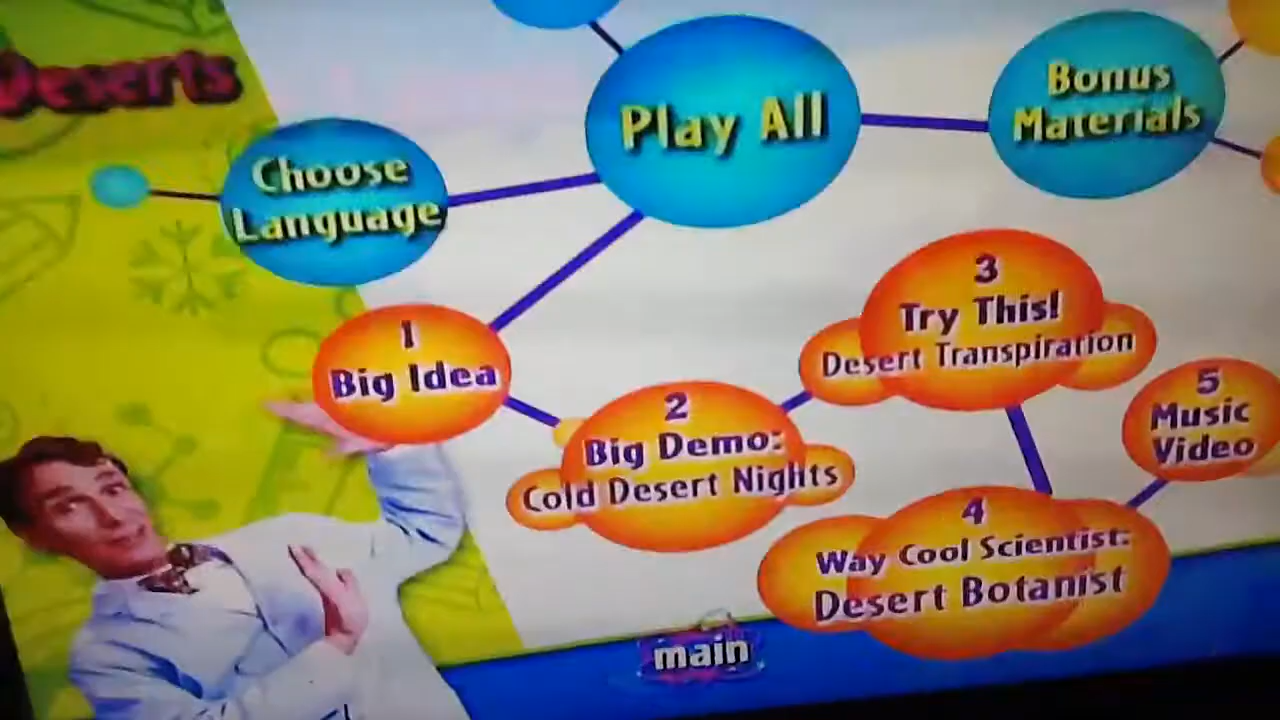 Deserts
Choose
Language
Play All
Bonus
Materials
1
Big Idea
2
Big Demo:
Cold Desert Nights
3
Try This!
Desert Transpiration
4
Way Cool Scientist:
Desert Botanist
5
Music
Video
main